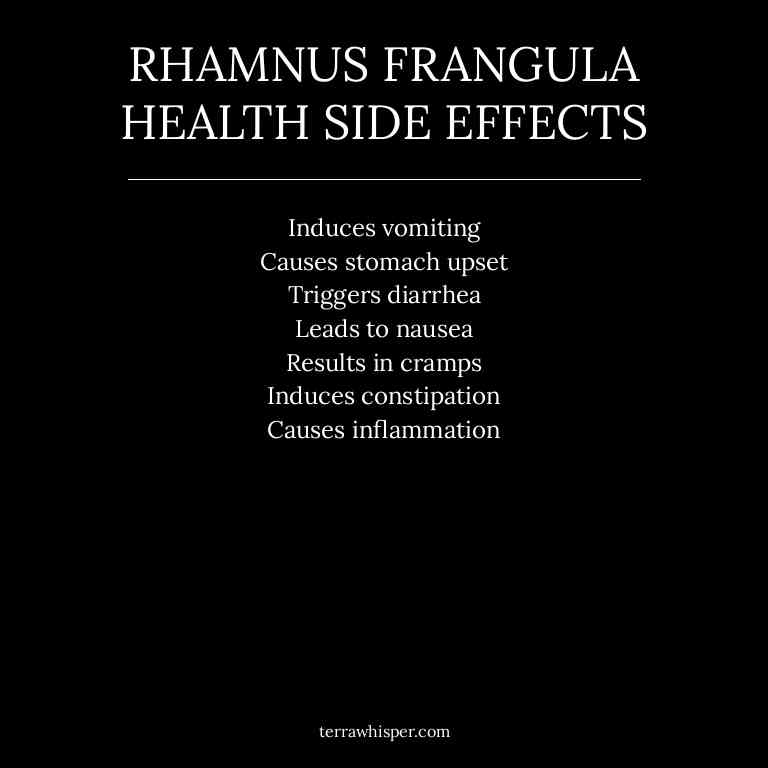 RHAMNUS FRANGULA
HEALTH SIDE EFFECTS
Induces vomiting
Causes stomach upset
Triggers diarrhea
Leads to nausea
Results in cramps
Induces constipation
Causes inflammation
terrawhisper.com